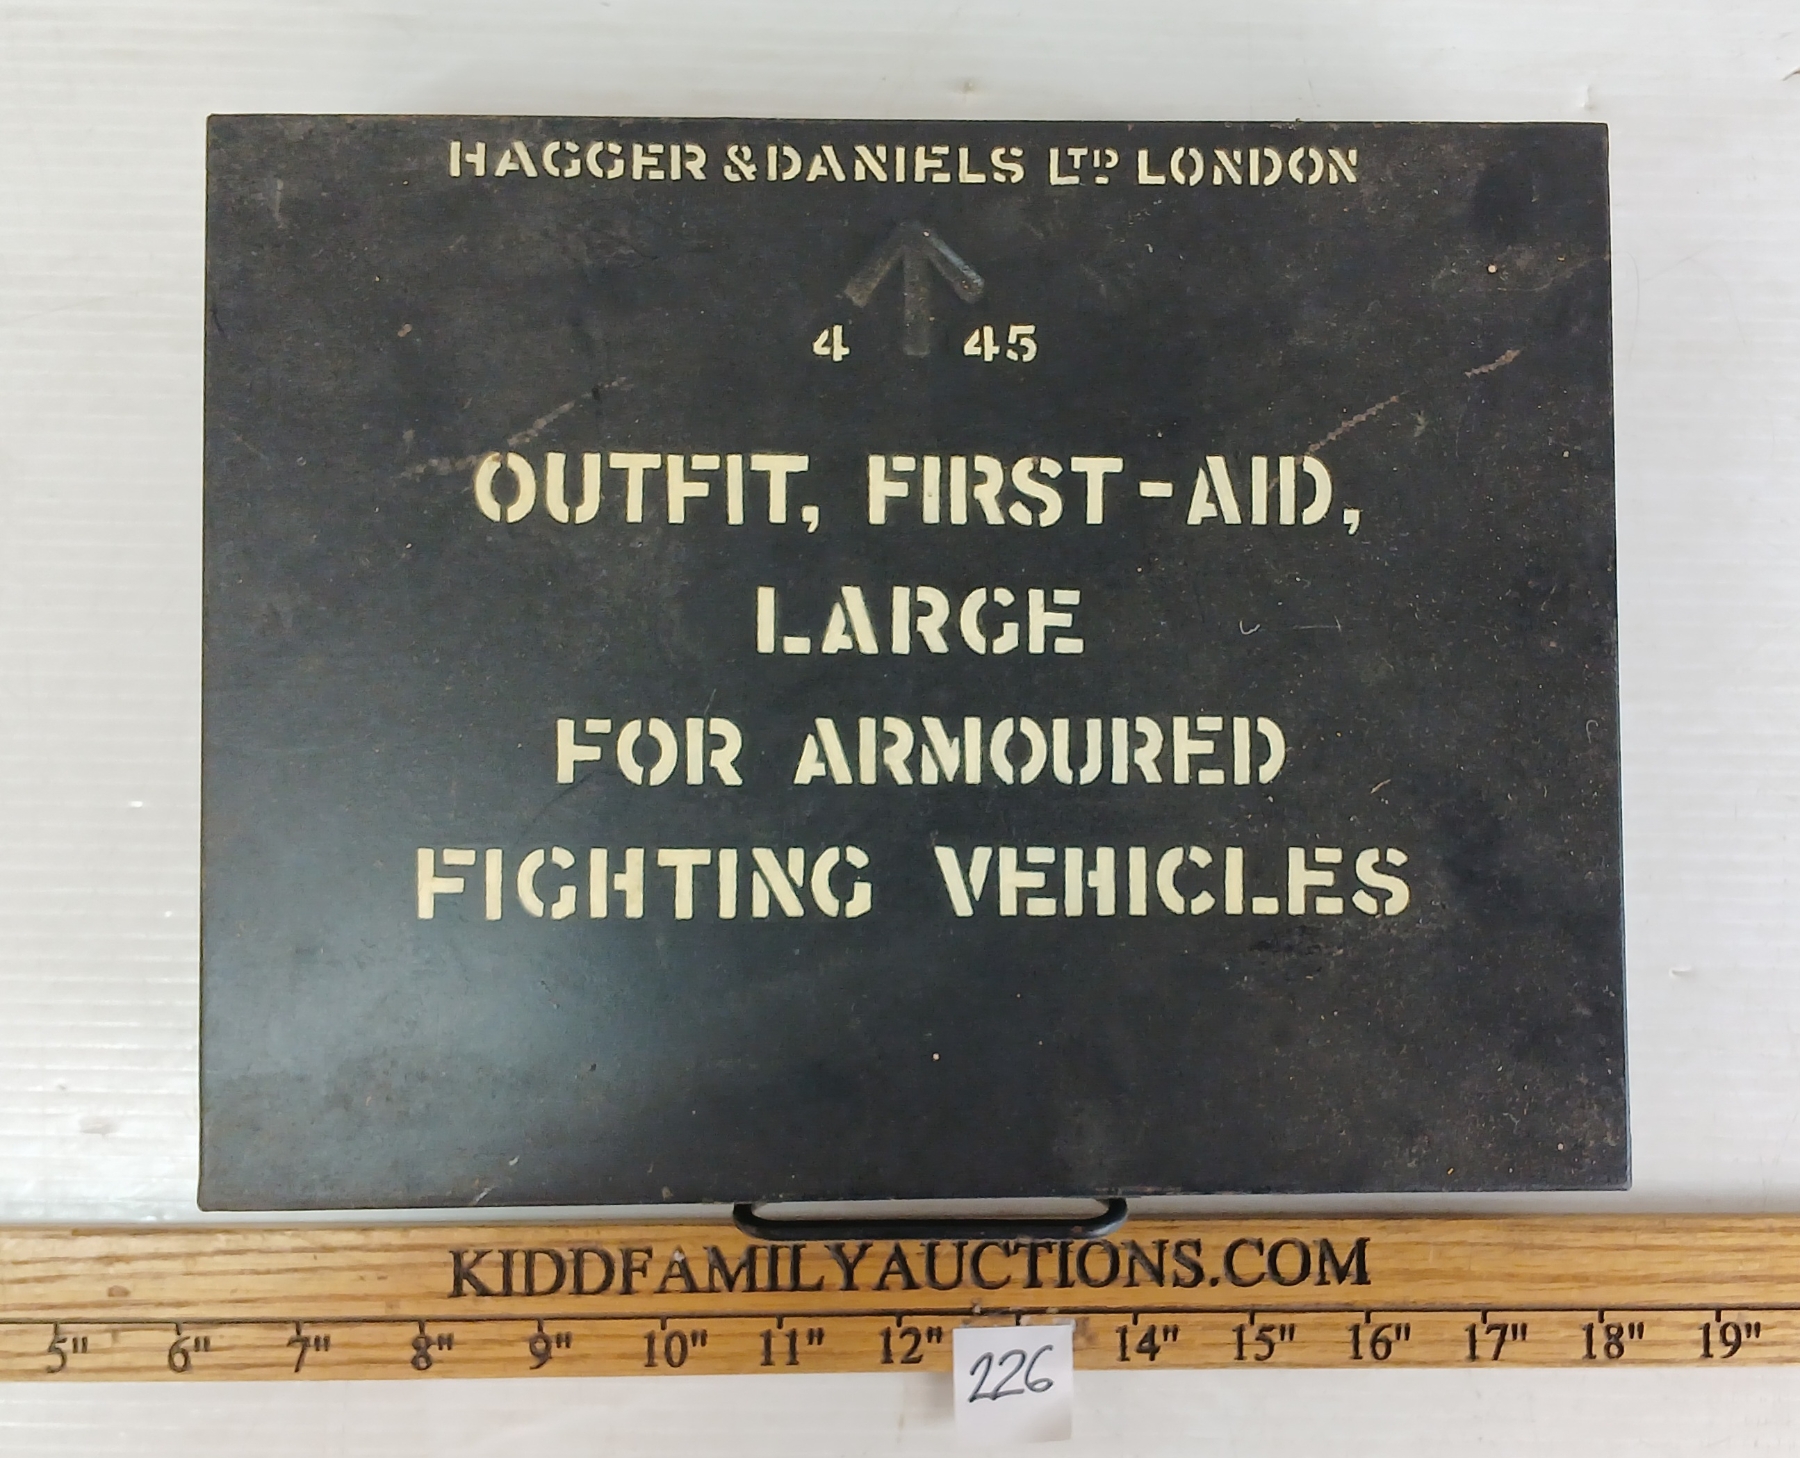 HAGGER & DANIELS LTD LONDON
4 45
OUTFIT, FIRST-AID,
LARGE
FOR ARMOURED
FIGHTING VEHICLES
KIDDFAMILYAUCTIONS.COM
5" 6" 7" 8" 9" 10" 11" 12" 14" 15" 16" 17" 18" 19"
226